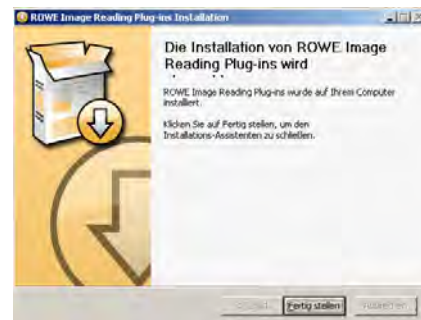 ROWE Image Reading Plug-ins Installation
Die Installation von ROWE Image
Reading Plug-ins wird
ROWE Image Reading Plug-ins wurde auf Ihrem Computer
installiert.
Klicken Sie auf Fertig stellen, um den
Installations-Assistenten zu schließen.
Fertig stellen